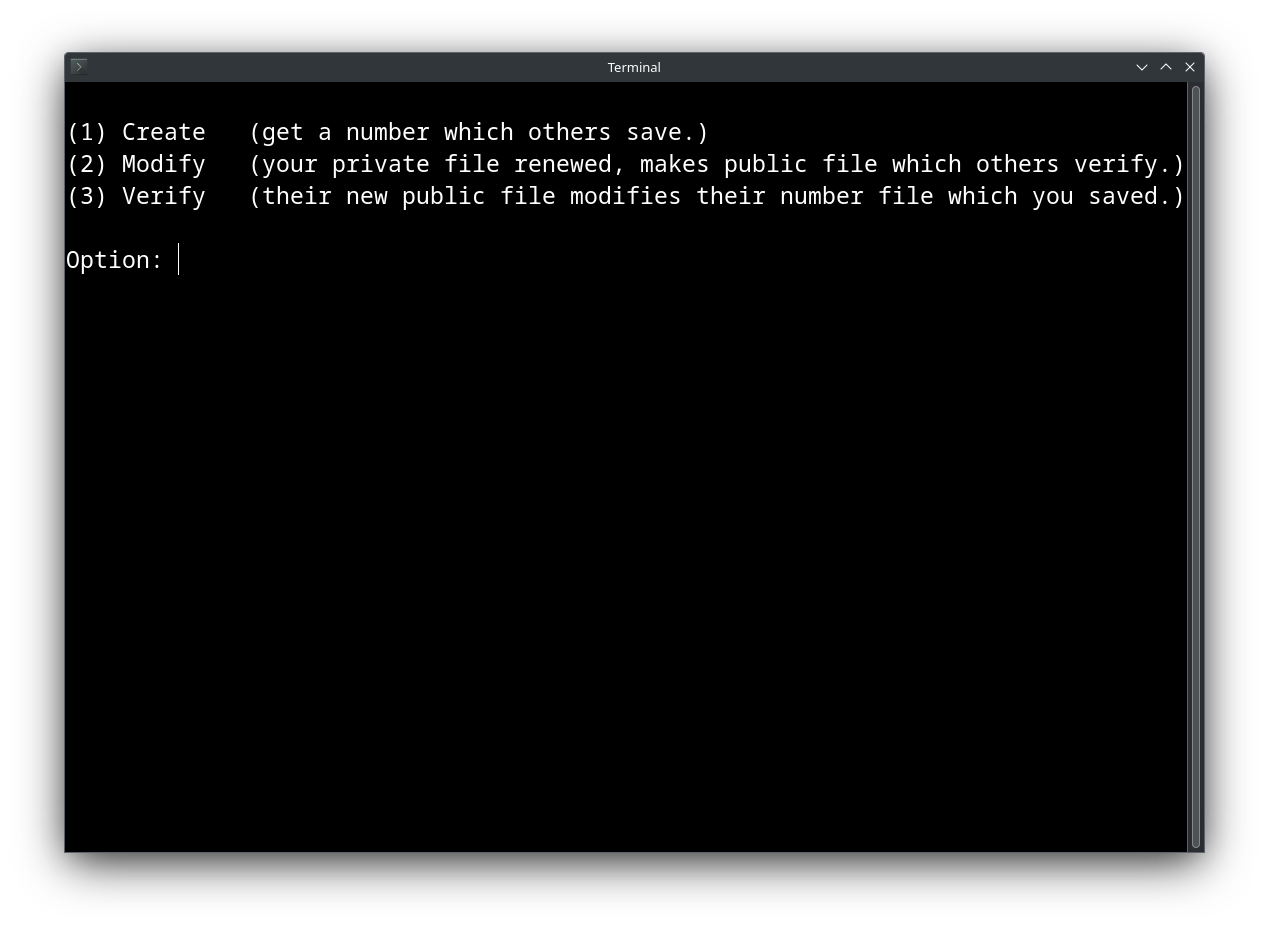 Terminal
(1) Create   (get a number which others save.)
(2) Modify   (your private file renewed, makes public file which others verify.)
(3) Verify   (their new public file modifies their number file which you saved.)
Option: